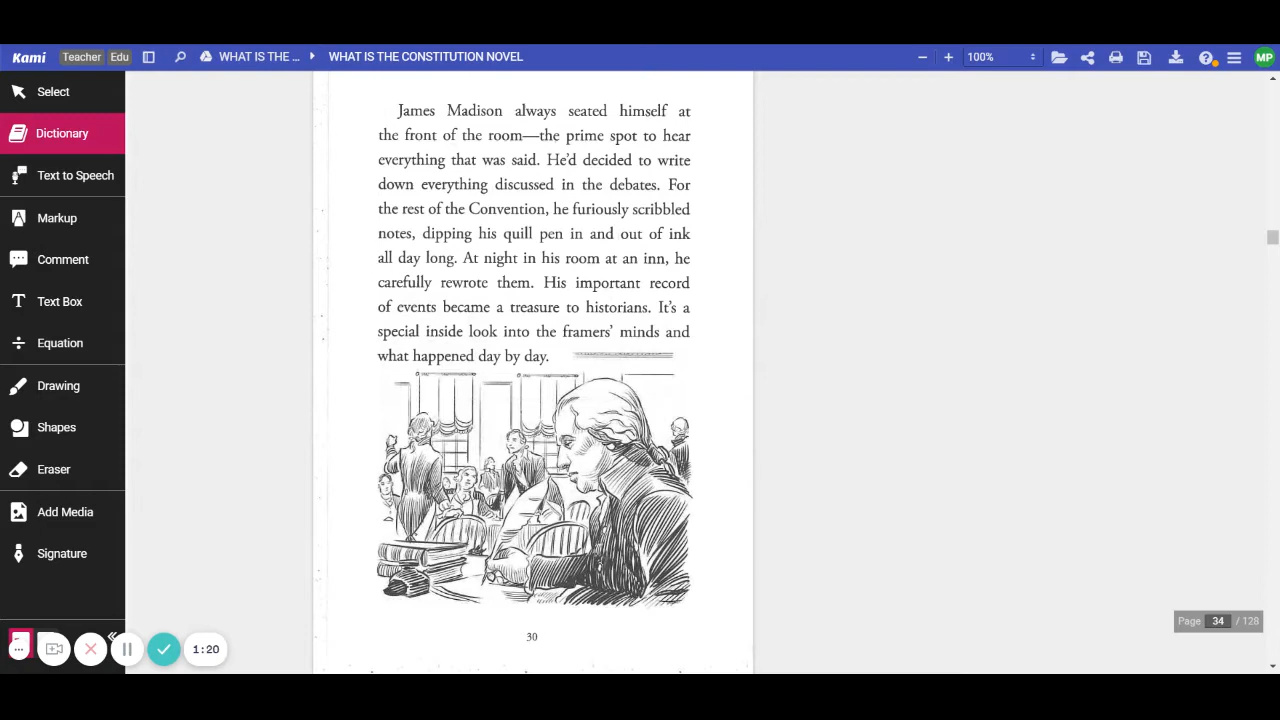 Kami Teacher Edu WHAT IS THE ... WHAT IS THE CONSTITUTION NOVEL 100% MP
Select
Dictionary
Text to Speech
Markup
Comment
Text Box
Equation
Drawing
Shapes
Eraser
Add Media
Signature
1:20
James Madison always seated himself at
the front of the room—the prime spot to hear
everything that was said. He'd decided to write
down everything discussed in the debates. For
the rest of the Convention, he furiously scribbled
notes, dipping his quill pen in and out of ink
all day long. At night in his room at an inn, he
carefully rewrote them. His important record
of events became a treasure to historians. It's a
special inside look into the framers' minds and
what happened day by day.
30
Page 34 / 128